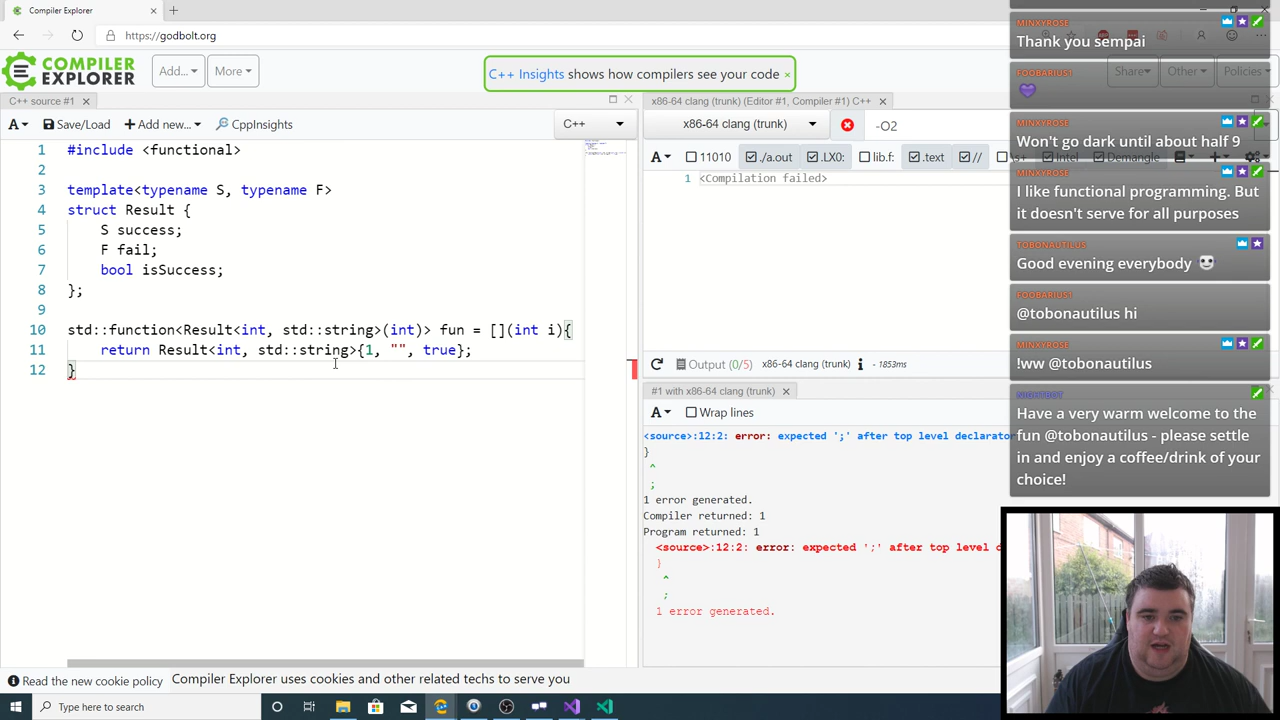 Compiler Explorer
https://godbolt.org
COMPILER
EXPLORER
Add...
More
C++ Insights shows how compilers see your code ×
Share
Other
Policies
C++ source #1
A
Save/Load
Add new...
CppInsights
C++
1 #include <functional>
2
3 template<typename S, typename F>
4 struct Result {
5 S success;
6 F fail;
7 bool isSuccess;
8 };
9
10 std::function<Result<int, std::string>(int)> fun = [](int i){
11 return Result<int, std::string>{1, "", true};
12 }
x86-64 clang (trunk) (Editor #1, Compiler #1) C++
x86-64 clang (trunk)
-O2
A
11010
./a.out
.LX0:
lib.f:
.text
//
\s+
Intel
Demangle
1 <Compilation failed>
Output (0/5) x86-64 clang (trunk) - 1853ms
#1 with x86-64 clang (trunk)
A
Wrap lines
<source>:12:2: error: expected ';' after top level declarator
}
^
;
1 error generated.
Compiler returned: 1
Program returned: 1
<source>:12:2: error: expected ';' after top level d
}
^
;
1 error generated.
MINXYROSE
Thank you sempai
FOOBARIUS1
MINXYROSE
Won't go dark until about half 9
MINXYROSE
I like functional programming. But
it doesn't serve for all purposes
TOBONAUTILUS
Good evening everybody
FOOBARIUS1
@tobonautilus hi
MINXYROSE
!ww @tobonautilus
NIGHTBOT
Have a very warm welcome to the
fun @tobonautilus - please settle
in and enjoy a coffee/drink of your
choice!
Read the new cookie policy
Compiler Explorer uses cookies and other related techs to serve you
Type here to search